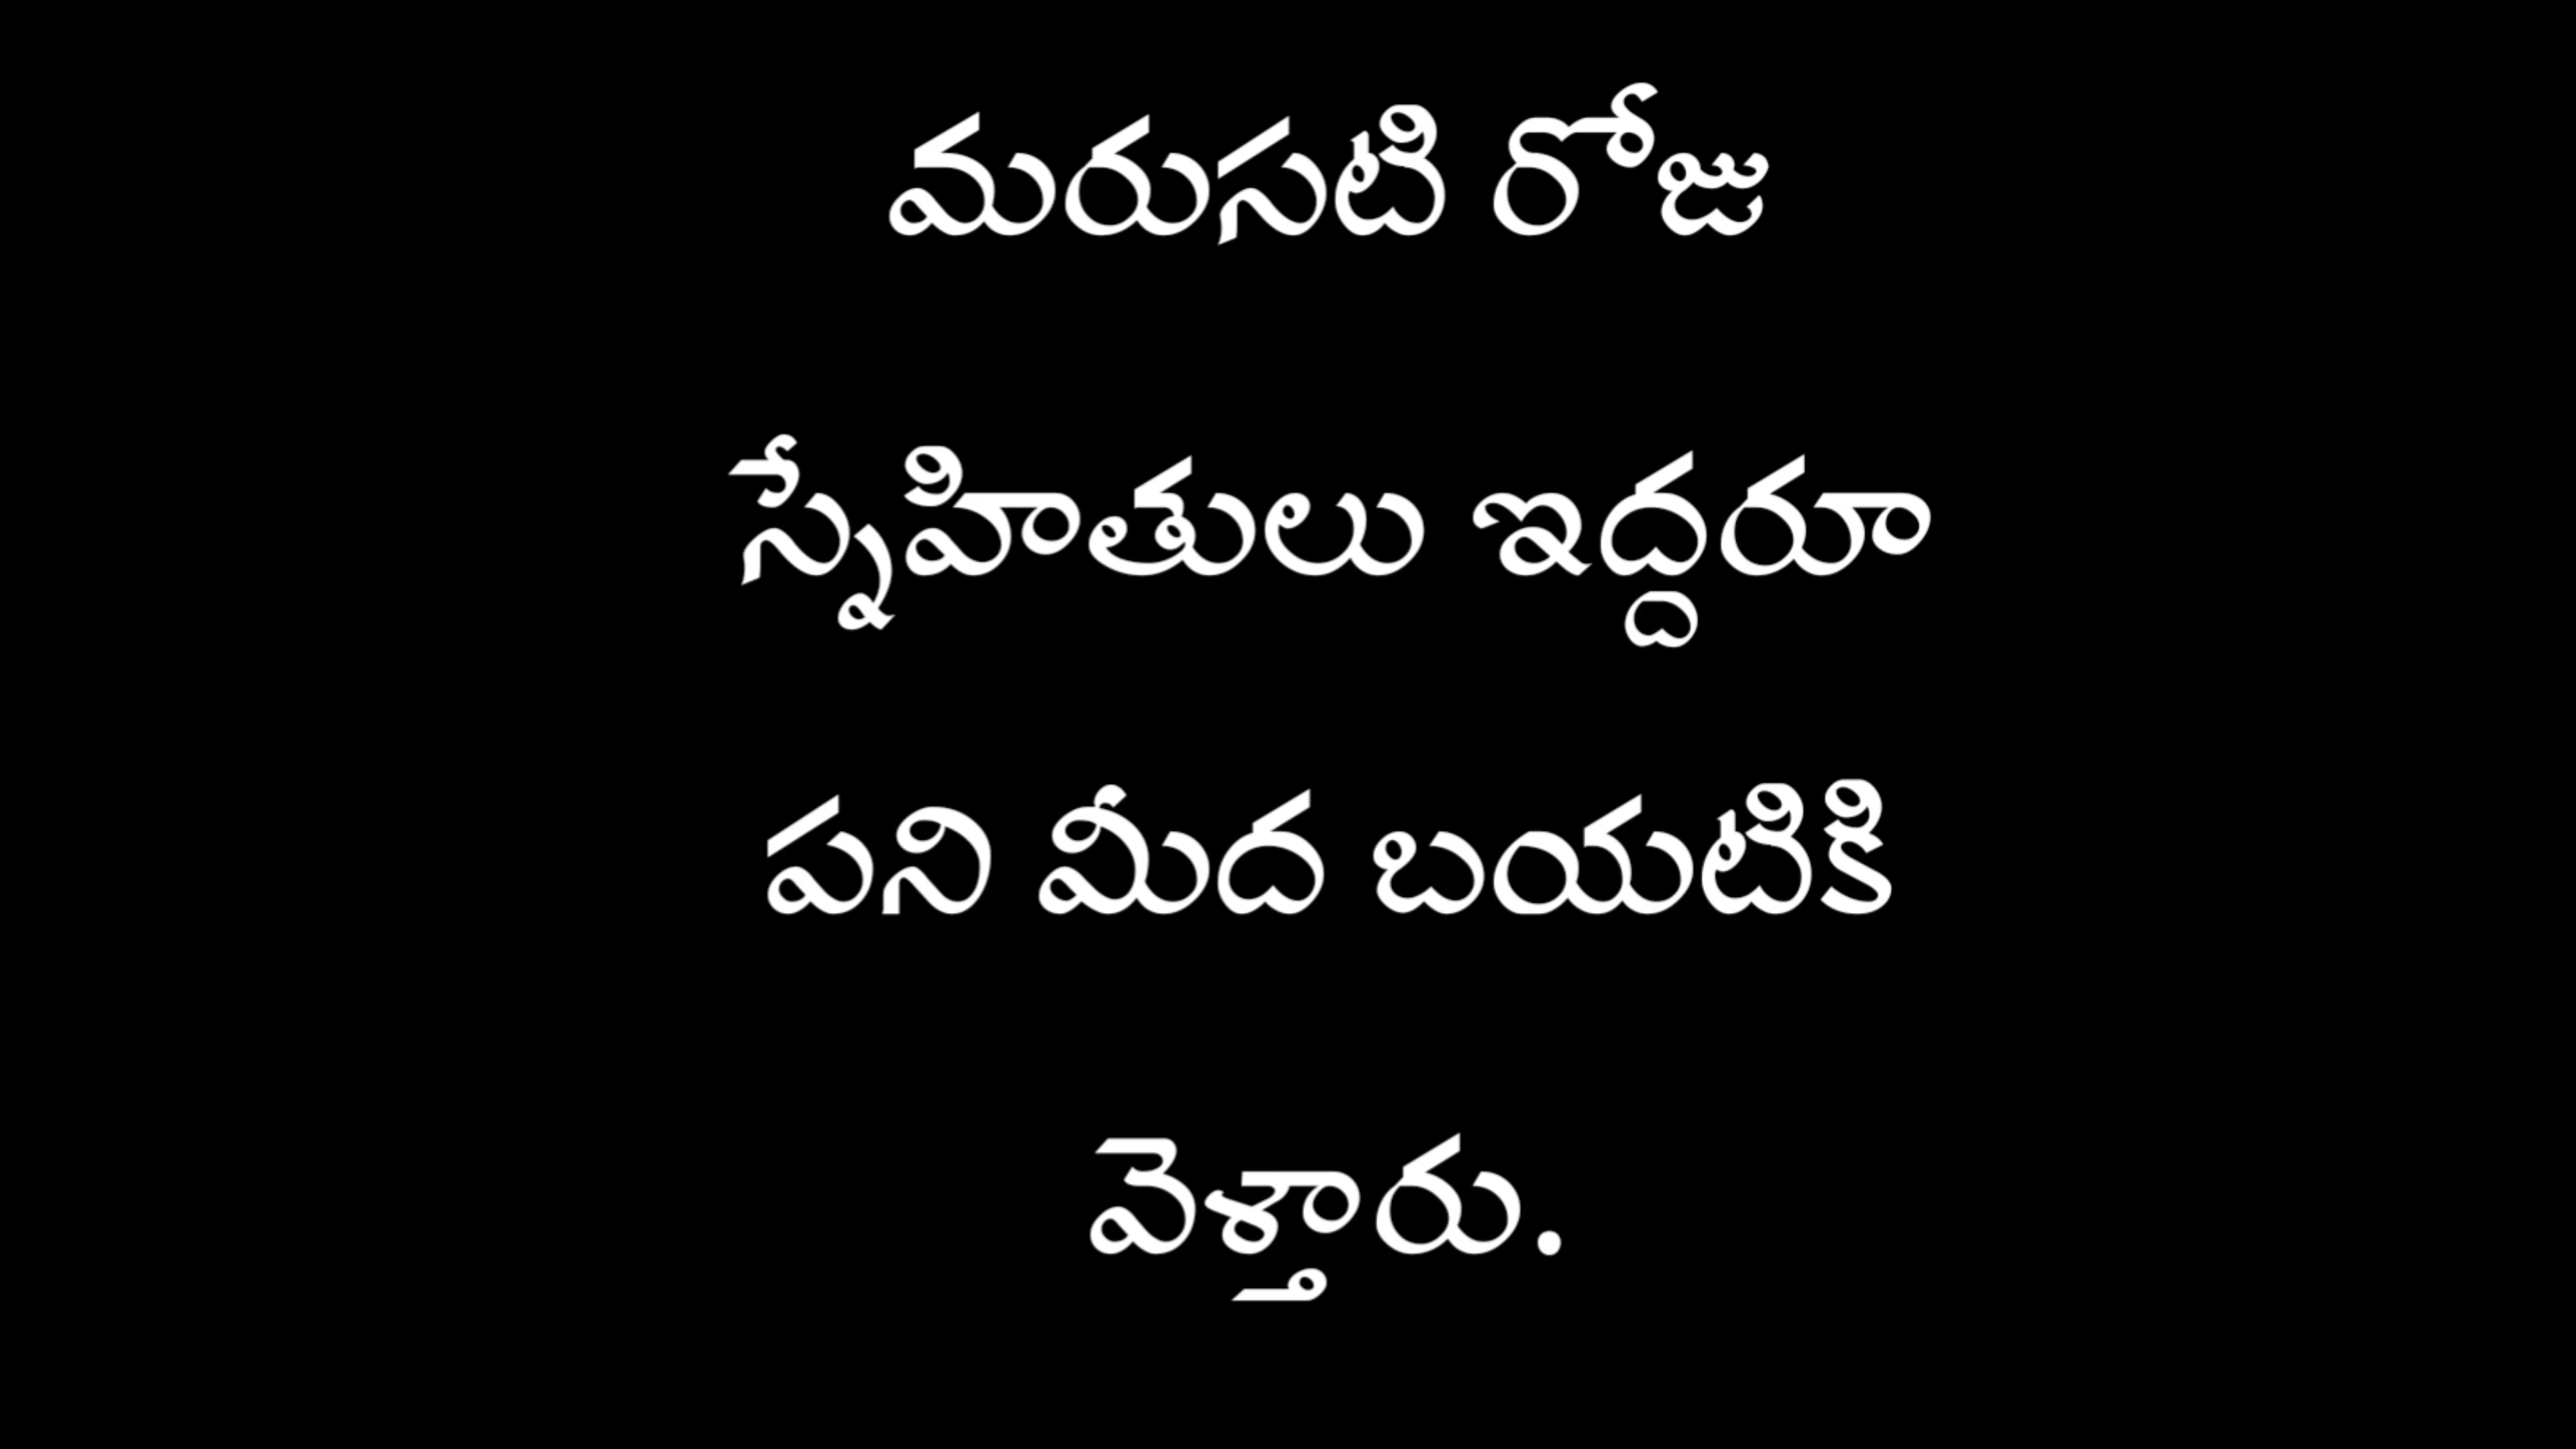 మరుసటి రోజు
స్నేహితులు ఇద్దరూ
పని మీద బయటికి
వెళ్తారు.